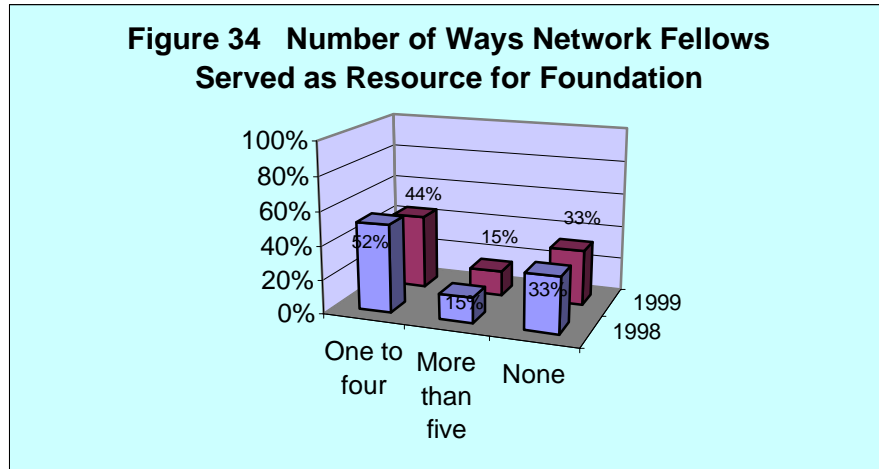 Figure 34 Number of Ways Network Fellows
Served as Resource for Foundation
100%
80%
60%
40%
20%
0%
44%
15%
33%
52%
15%
33%
1999
1998
One to
four
More
than
five
None